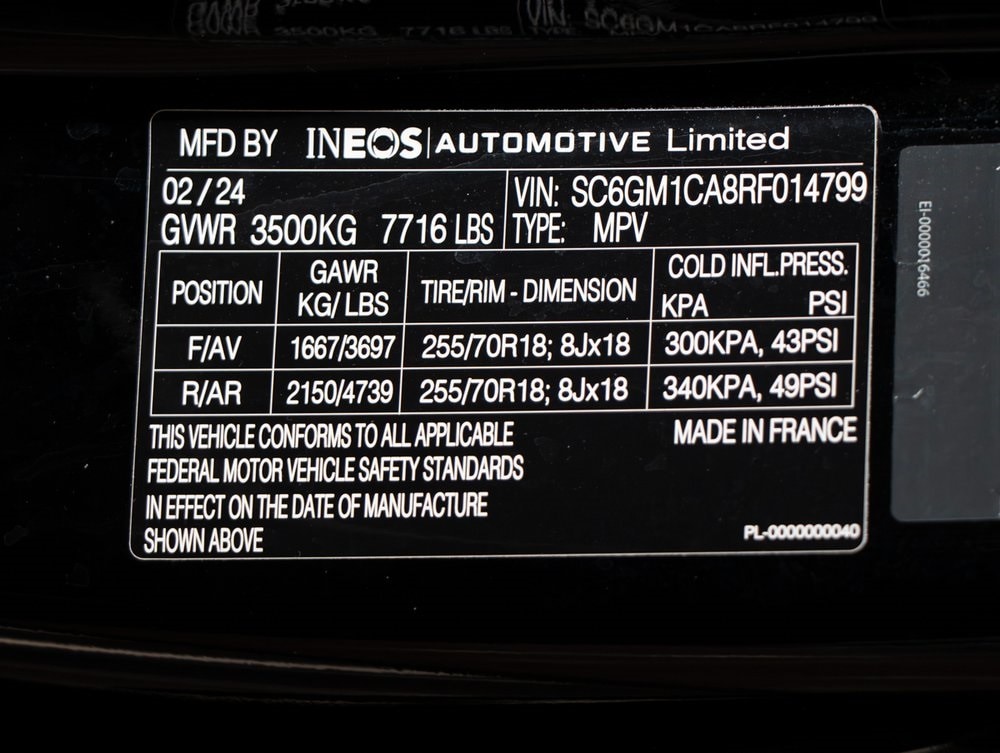 MFD BY INEOS | AUTOMOTIVE Limited
02 / 24
GVWR 3500KG 7716 LBS
VIN: SC6GM1CA8RF014799
TYPE: MPV
POSITION GAWR KG/ LBS TIRE/RIM - DIMENSION COLD INFL.PRESS. KPA PSI
F/AV 1667/3697 255/70R18; 8Jx18 300KPA, 43PSI
R/AR 2150/4739 255/70R18; 8Jx18 340KPA, 49PSI
THIS VEHICLE CONFORMS TO ALL APPLICABLE
FEDERAL MOTOR VEHICLE SAFETY STANDARDS
IN EFFECT ON THE DATE OF MANUFACTURE
SHOWN ABOVE
MADE IN FRANCE
PL-0000000040
EI-0000016466